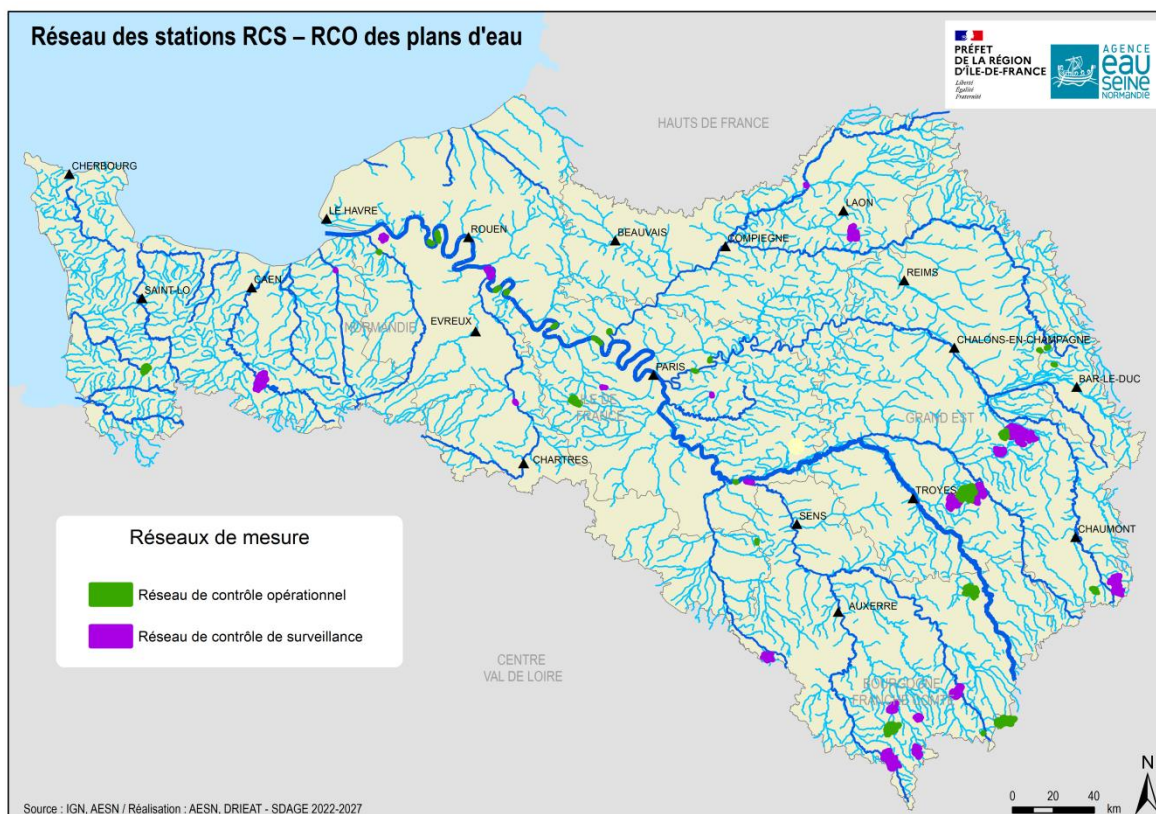 Réseau des stations RCS – RCO des plans d'eau
PRÉFET
DE LA RÉGION
D'ÎLE-DE-FRANCE
Liberté
Égalité
Fraternité
AGENCE
eau
SEINE
NORMANDIE
HAUTS DE FRANCE
CHERBOURG
LE HAVRE
ROUEN
BEAUVAIS
COMPIEGNE
LAON
REIMS
SAINT-LO
CAEN
NORMANDIE
EVREUX
PARIS
CHALONS-EN-CHAMPAGNE
BAR-LE-DUC
ILE DE
FRANCE
GRAND EST
CHARTRES
TROYES
SENS
CHAUMONT
AUXERRE
Réseaux de mesure
Réseau de contrôle opérationnel
Réseau de contrôle de surveillance
CENTRE
VAL DE LOIRE
BOURGOGNE
FRANCHE COMTE
N
0 20 40
km
Source : IGN, AESN / Réalisation : AESN, DRIEAT - SDAGE 2022-2027